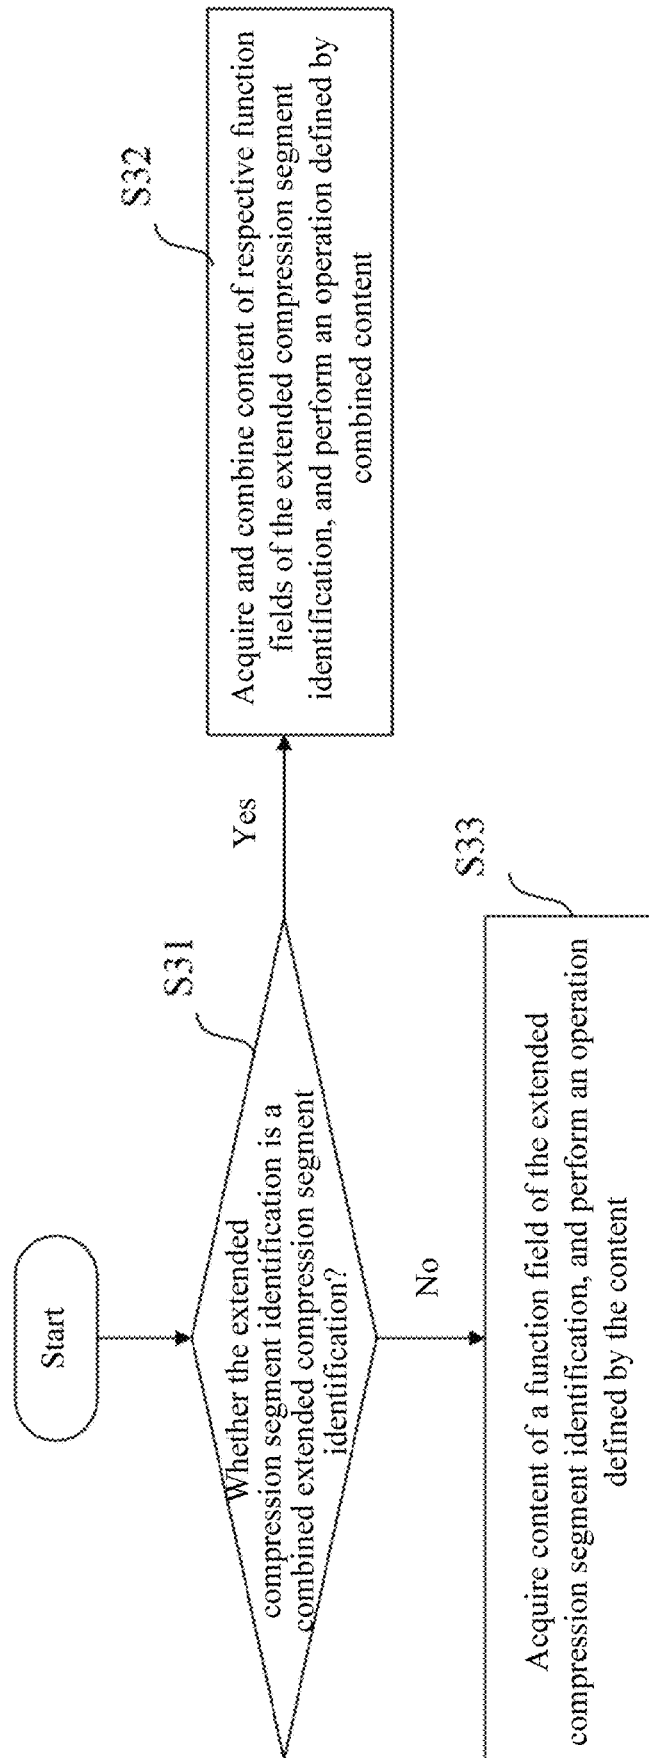 Start
Whether the extended
compression segment identification is a
combined extended compression segment
identification?
S31
Yes
S32
Acquire and combine content of respective function
fields of the extended compression segment
identification, and perform an operation defined by
combined content
No
S33
Acquire content of a function field of the extended
compression segment identification, and perform an operation
defined by the content